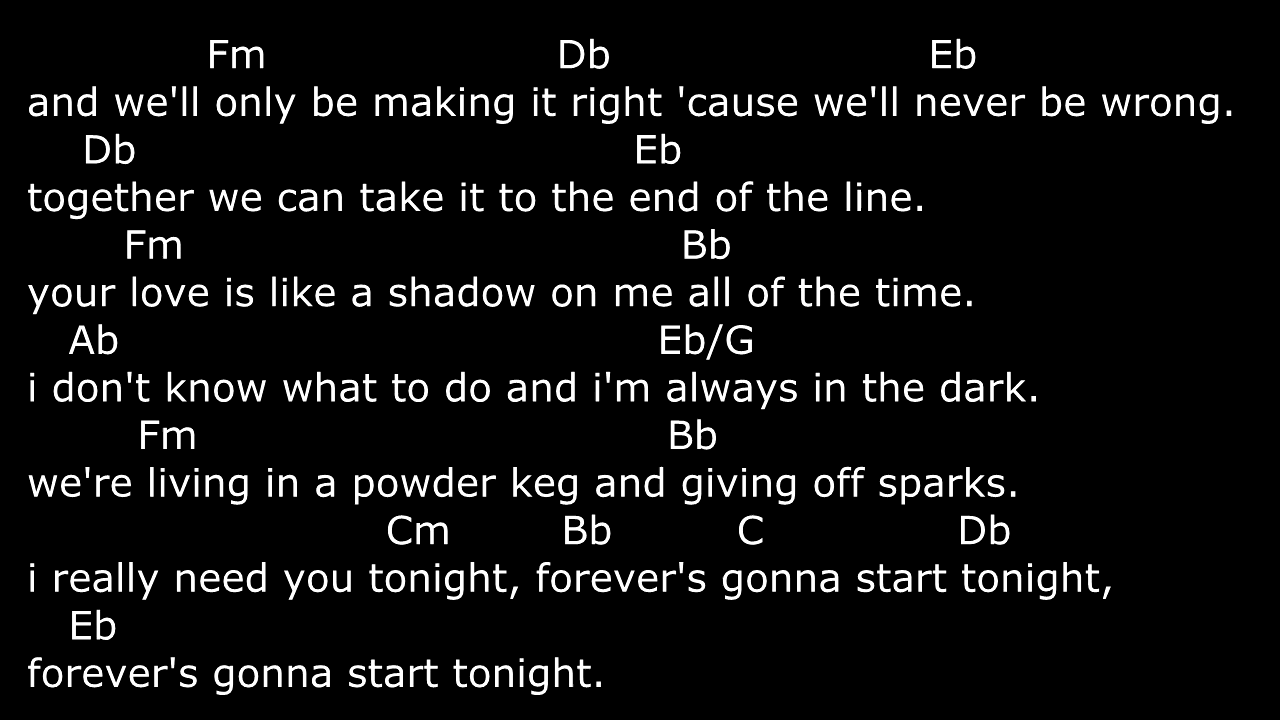 Fm Db Eb
and we'll only be making it right 'cause we'll never be wrong.
Db Eb
together we can take it to the end of the line.
Fm Bb
your love is like a shadow on me all of the time.
Ab Eb/G
i don't know what to do and i'm always in the dark.
Fm Bb
we're living in a powder keg and giving off sparks.
Cm Bb C Db
i really need you tonight, forever's gonna start tonight,
Eb
forever's gonna start tonight.